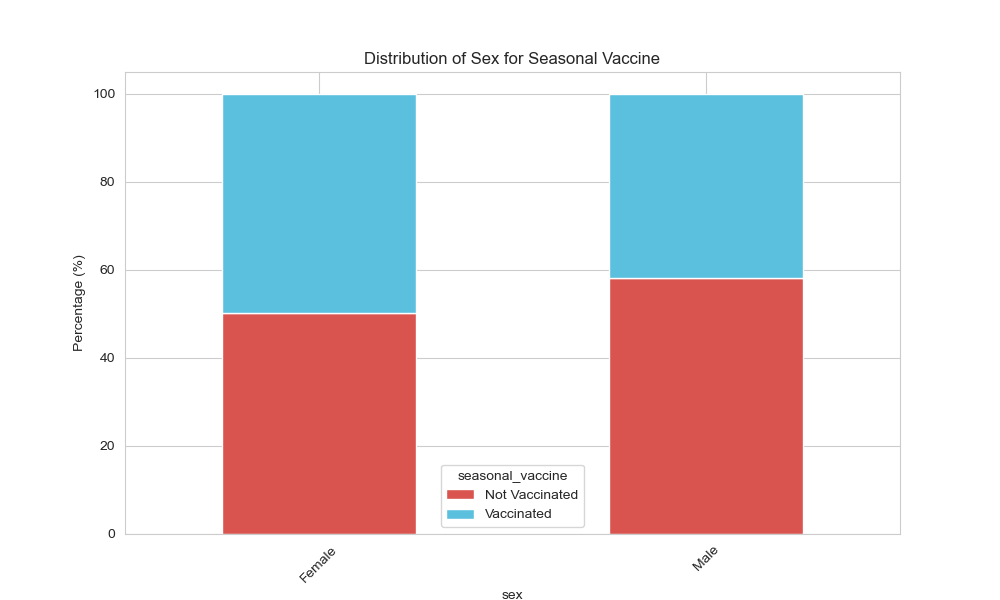 Distribution of Sex for Seasonal Vaccine
Percentage (%)
100
80
60
40
20
0
seasonal_vaccine
Not Vaccinated
Vaccinated
Female
Male
sex